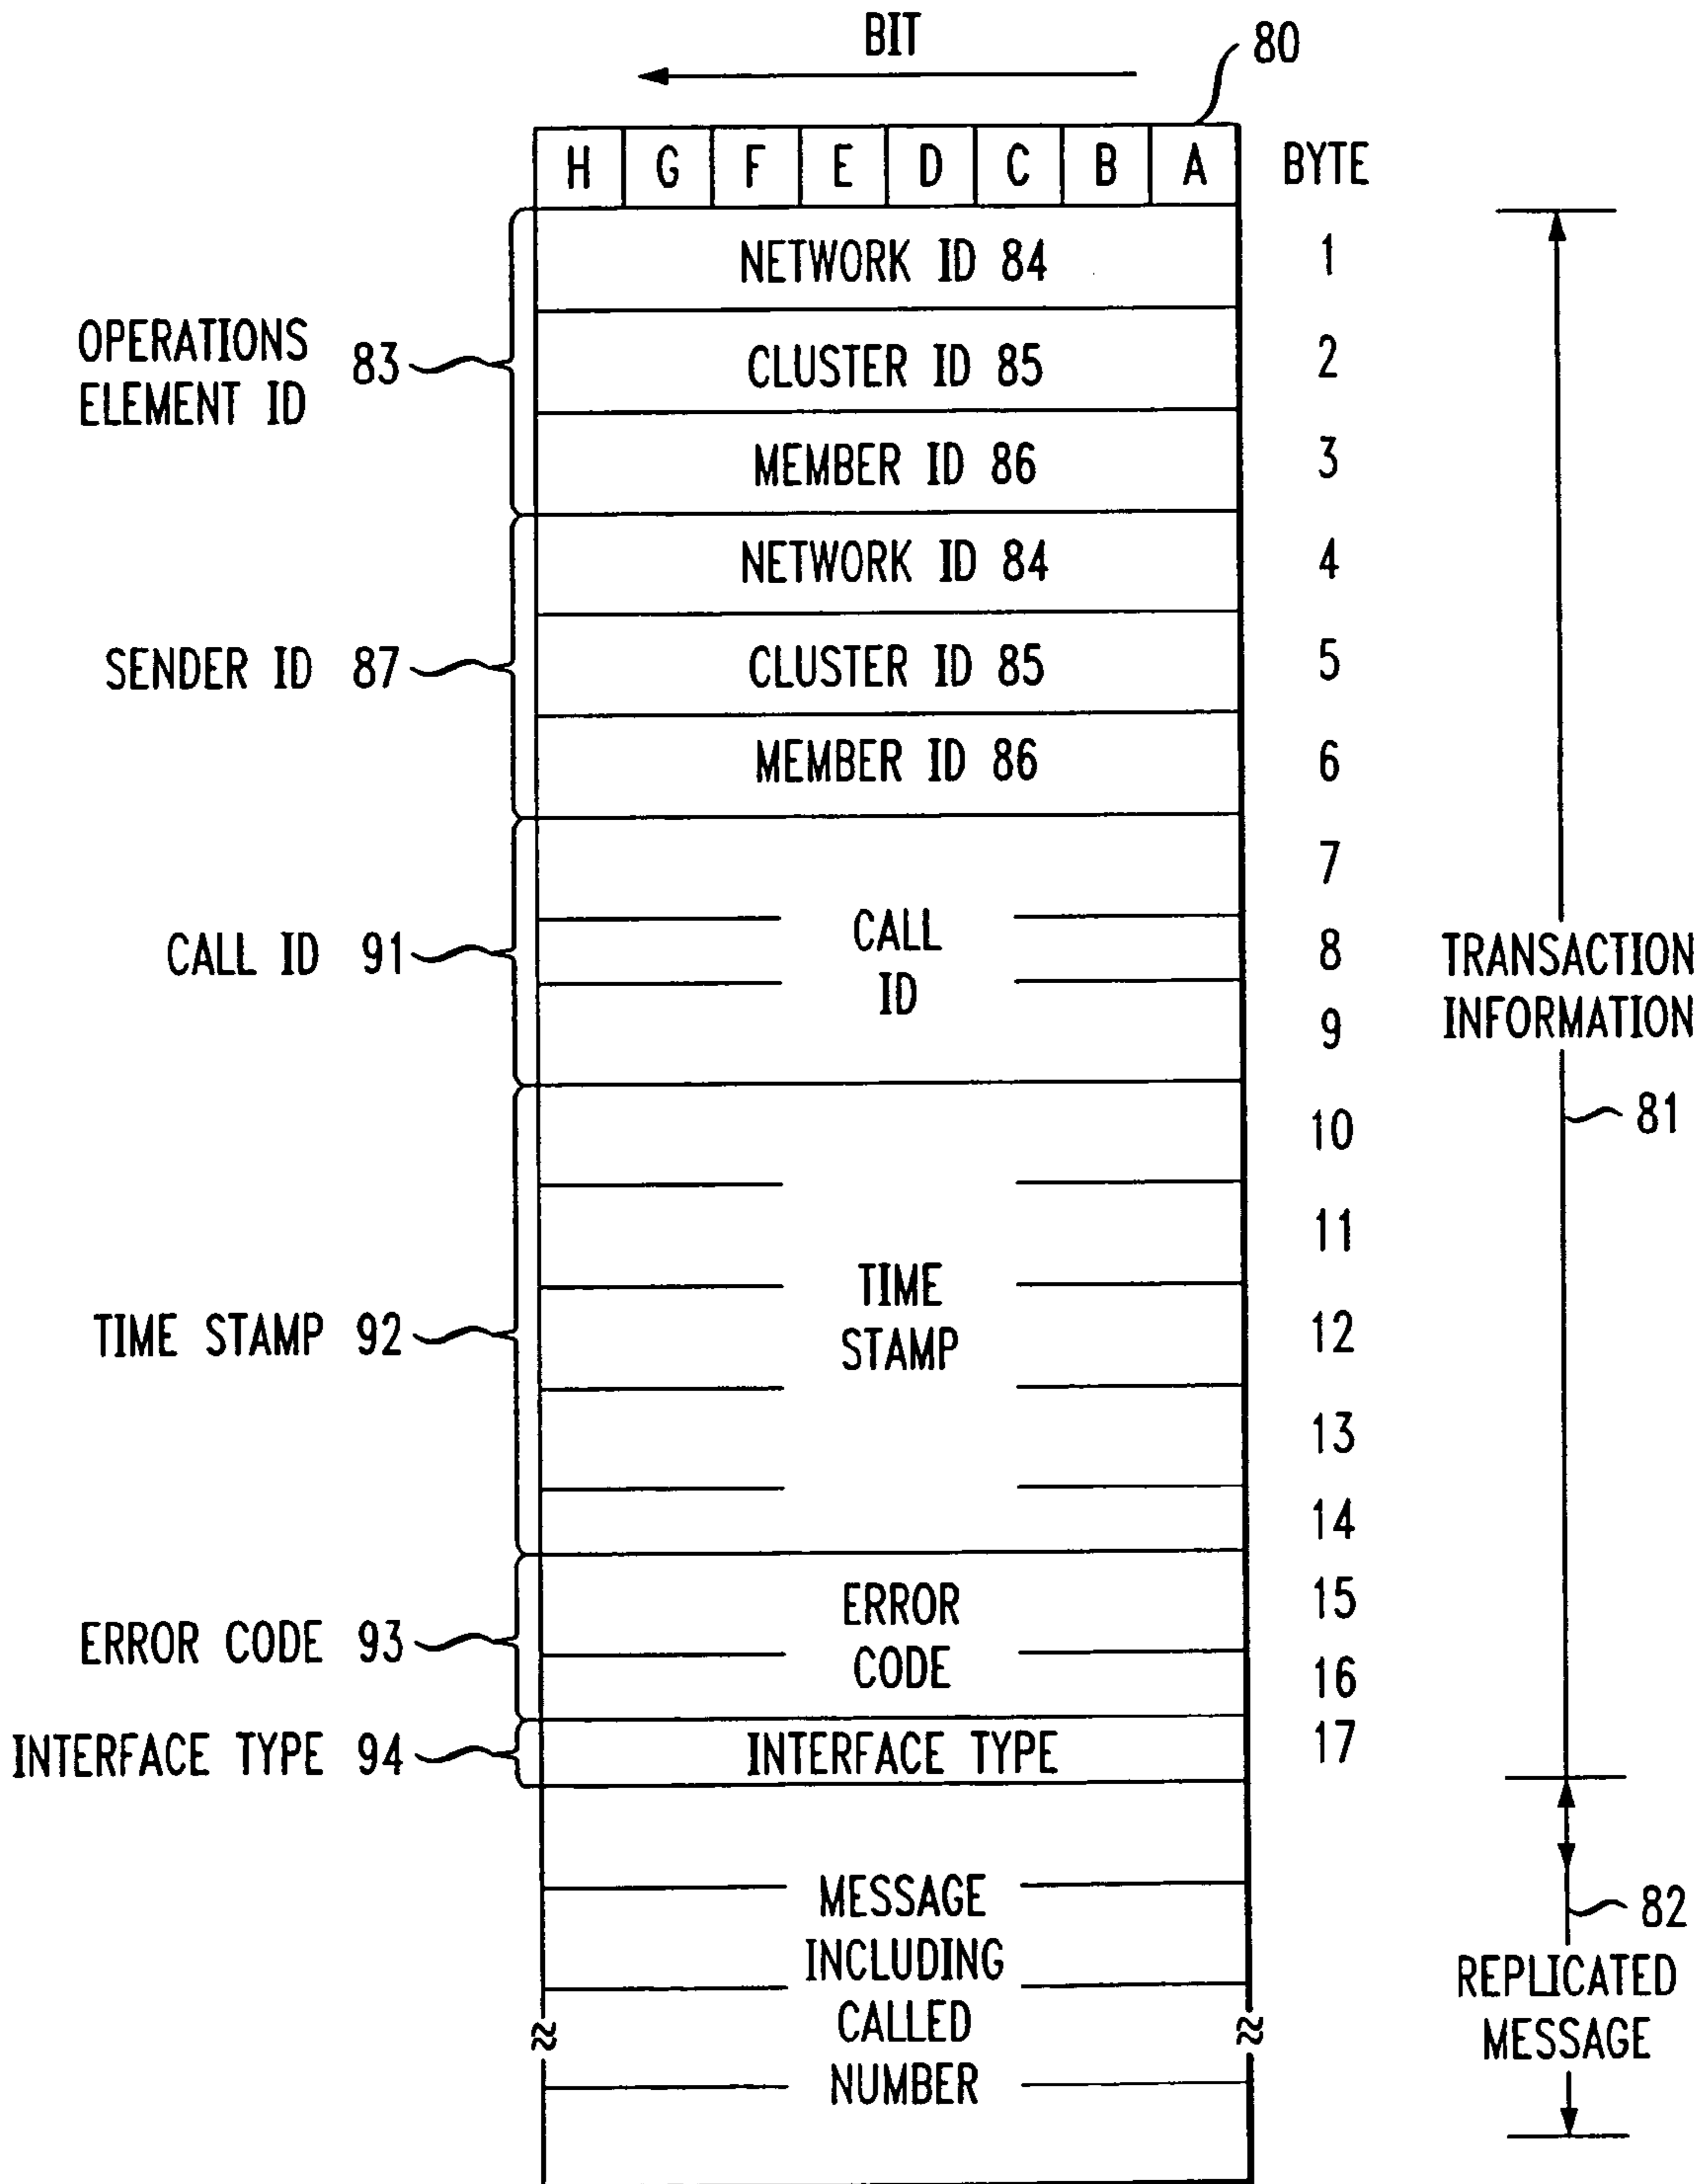 BIT
80
H G F E D C B A BYTE
NETWORK ID 84 1
OPERATIONS
ELEMENT ID 83
CLUSTER ID 85 2
MEMBER ID 86 3
NETWORK ID 84 4
SENDER ID 87 CLUSTER ID 85 5
MEMBER ID 86 6
7
CALL ID 91
CALL
ID
8
9
TRANSACTION
INFORMATION
81
10
11
TIME STAMP 92
TIME
STAMP
12
13
14
ERROR CODE 93
ERROR
CODE
15
16
INTERFACE TYPE 94 INTERFACE TYPE 17
MESSAGE
INCLUDING
CALLED
NUMBER
82
REPLICATED
MESSAGE